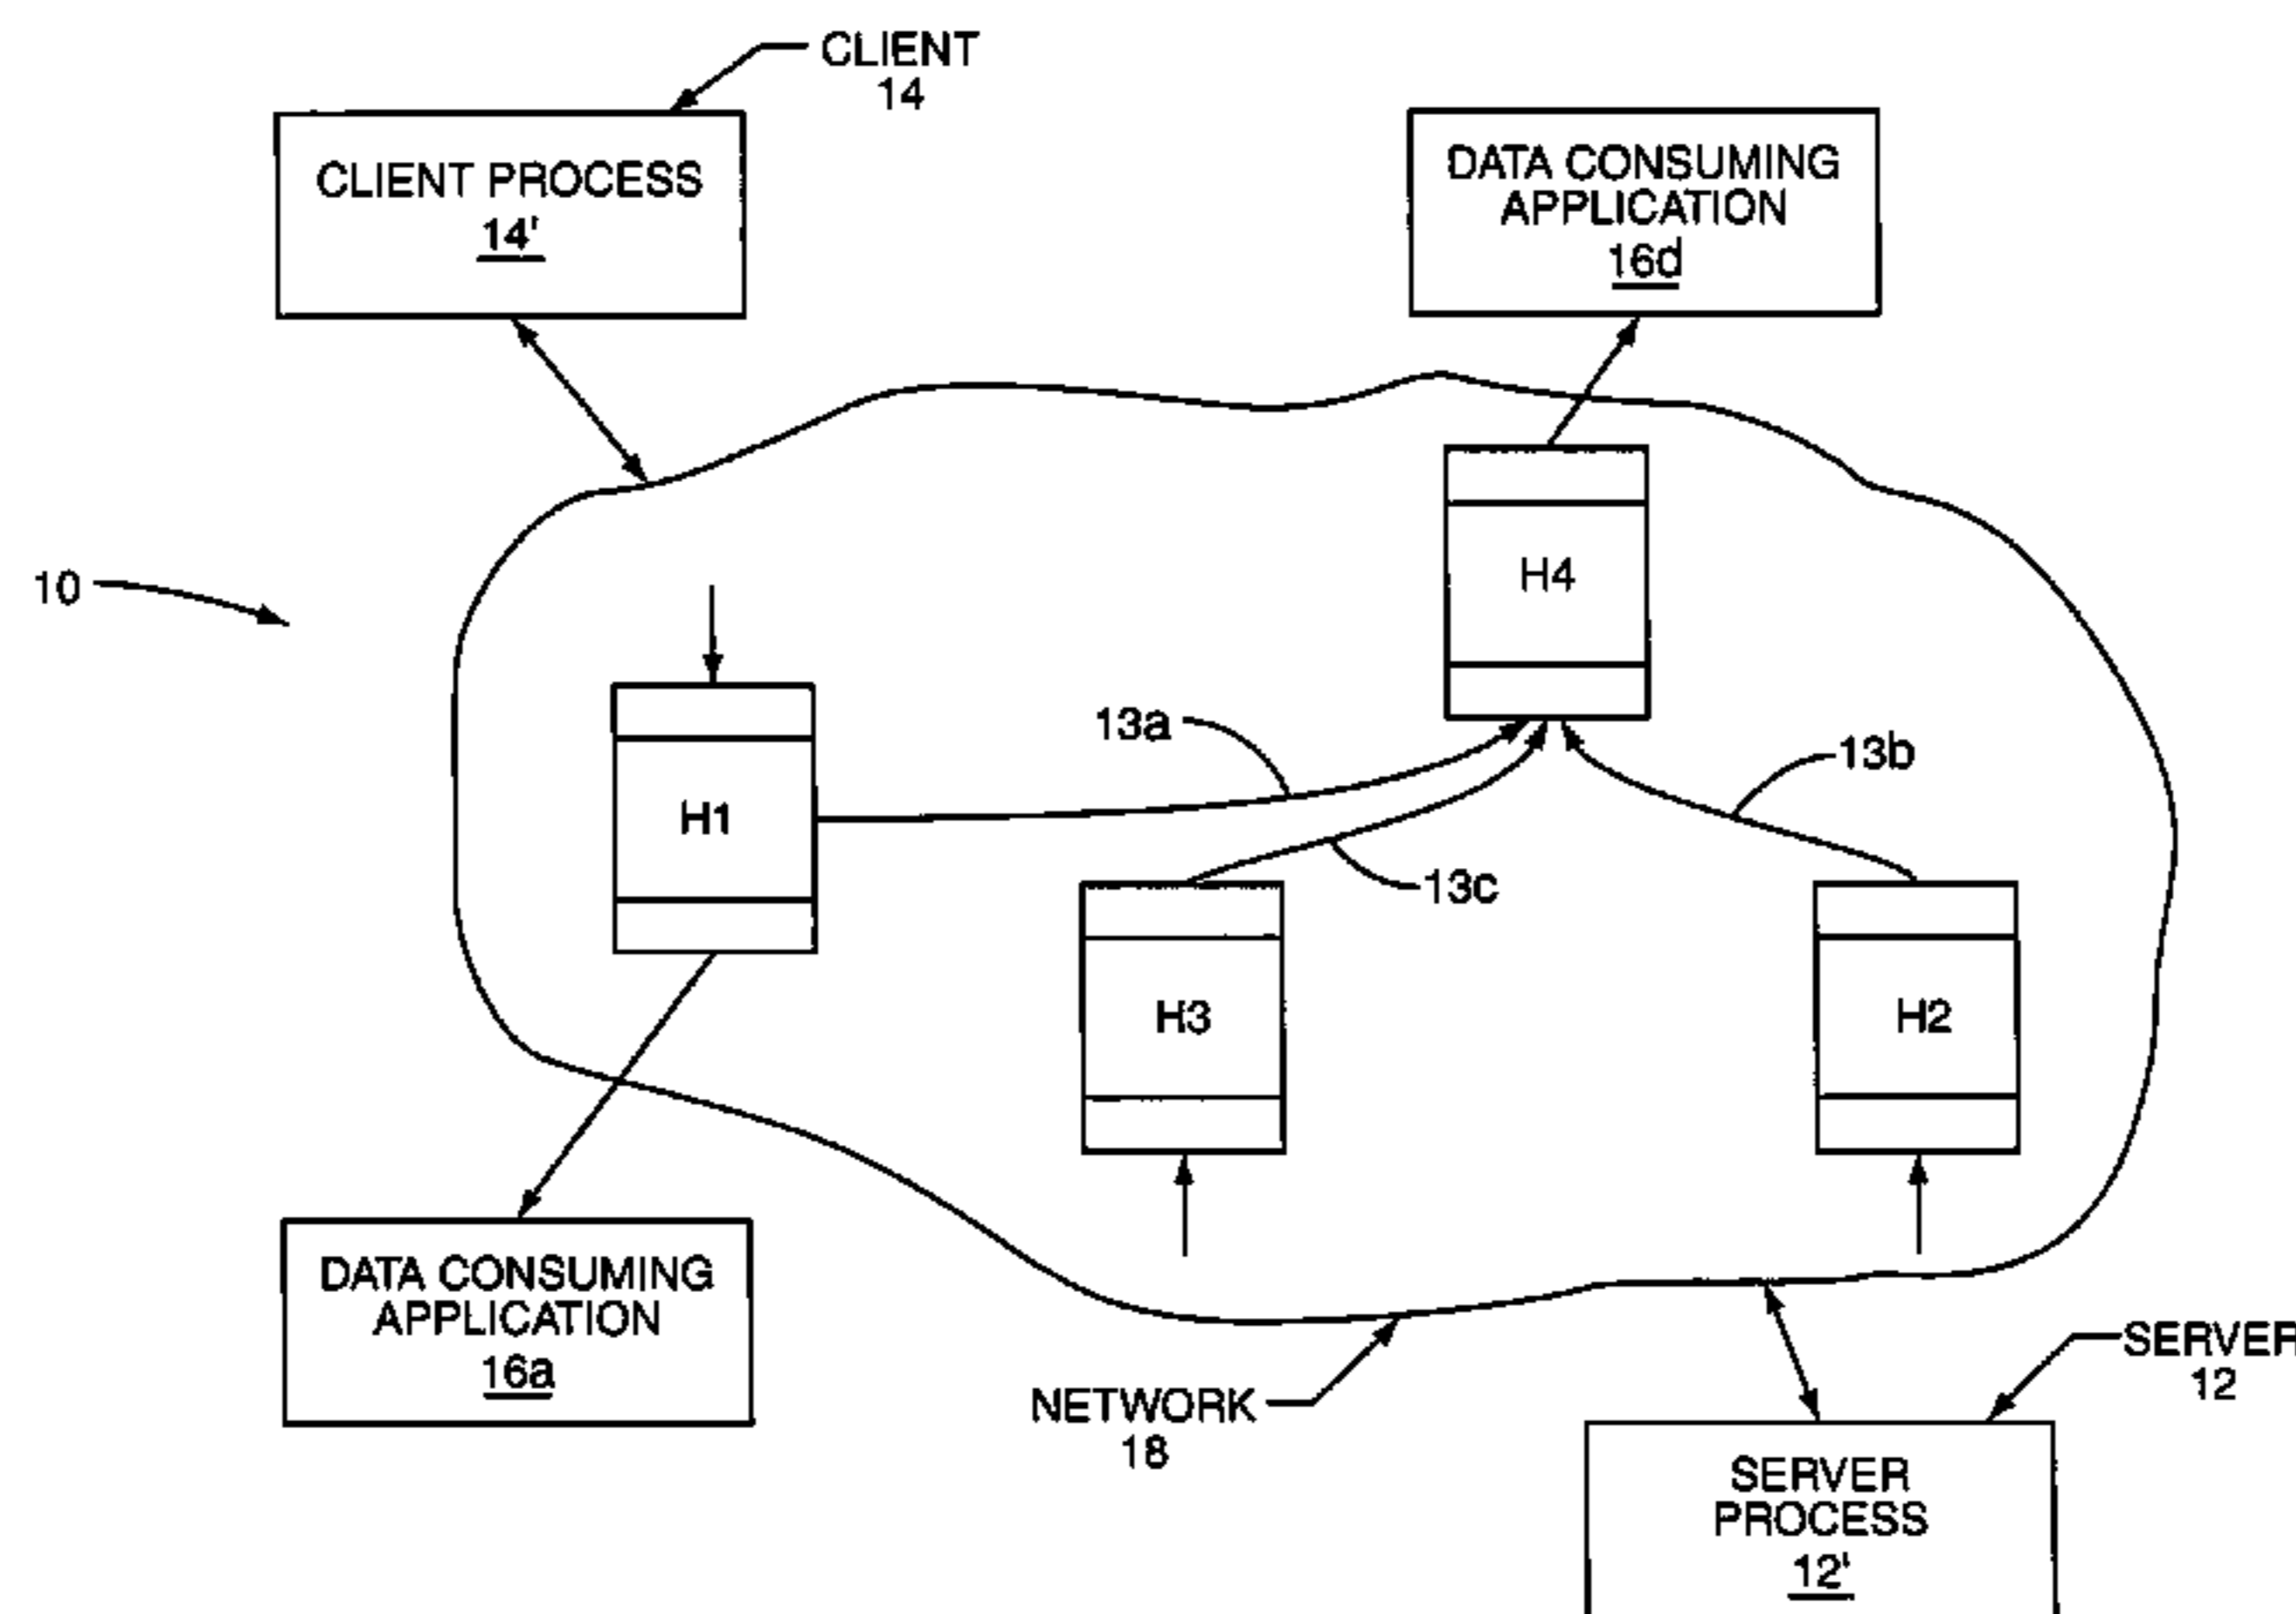 CLIENT
14
CLIENT PROCESS
14'
DATA CONSUMING
APPLICATION
16d
10
H4
13a
13b
H1
13c
H3
H2
DATA CONSUMING
APPLICATION
16a
NETWORK
18
SERVER
12
SERVER
PROCESS
12'